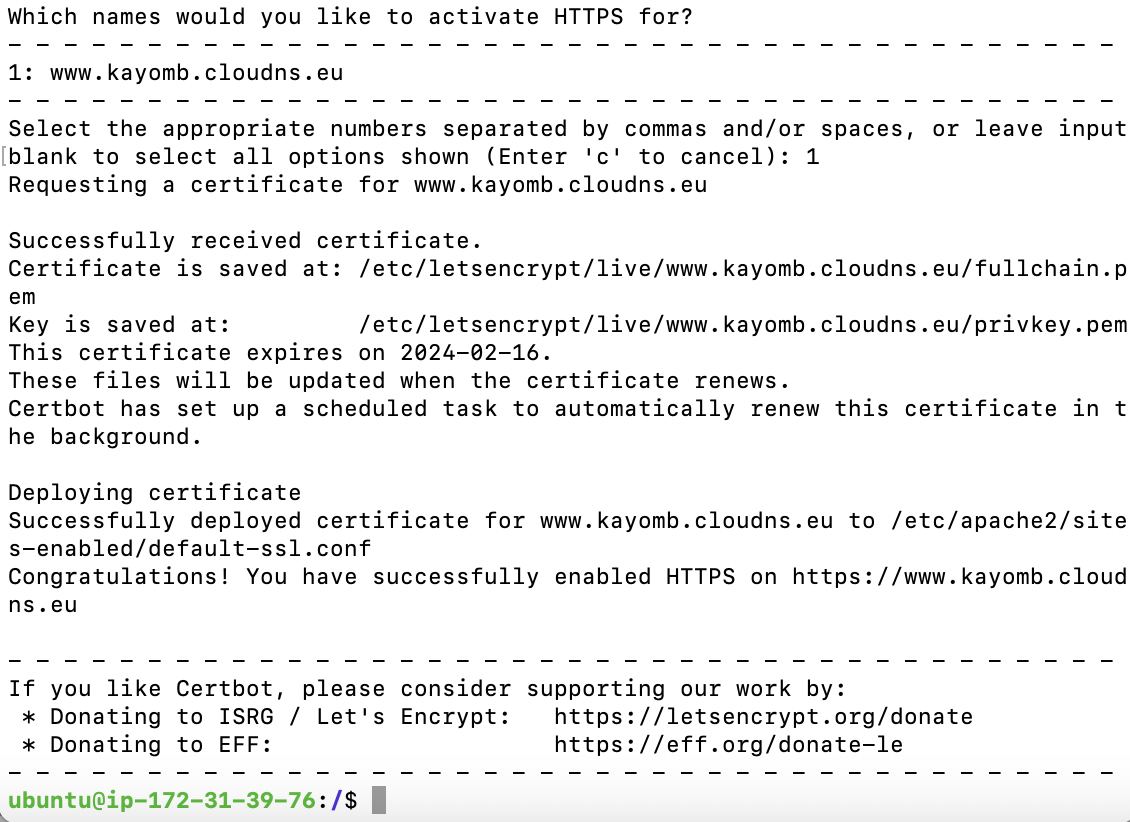 Which names would you like to activate HTTPS for?
- - - - - - - - - - - - - - - - - - - - - - - - - - - - - - - - - - - - - - - -
1: www.kayomb.cloudns.eu
- - - - - - - - - - - - - - - - - - - - - - - - - - - - - - - - - - - - - - - -
Select the appropriate numbers separated by commas and/or spaces, or leave input
[blank to select all options shown (Enter 'c' to cancel): 1
Requesting a certificate for www.kayomb.cloudns.eu

Successfully received certificate.
Certificate is saved at: /etc/letsencrypt/live/www.kayomb.cloudns.eu/fullchain.p
em
Key is saved at:         /etc/letsencrypt/live/www.kayomb.cloudns.eu/privkey.pem
This certificate expires on 2024-02-16.
These files will be updated when the certificate renews.
Certbot has set up a scheduled task to automatically renew this certificate in t
he background.

Deploying certificate
Successfully deployed certificate for www.kayomb.cloudns.eu to /etc/apache2/site
s-enabled/default-ssl.conf
Congratulations! You have successfully enabled HTTPS on https://www.kayomb.cloud
ns.eu

- - - - - - - - - - - - - - - - - - - - - - - - - - - - - - - - - - - - - - - -
If you like Certbot, please consider supporting our work by:
 * Donating to ISRG / Let's Encrypt:   https://letsencrypt.org/donate
 * Donating to EFF:                    https://eff.org/donate-le
- - - - - - - - - - - - - - - - - - - - - - - - - - - - - - - - - - - - - - - -
ubuntu@ip-172-31-39-76:/$